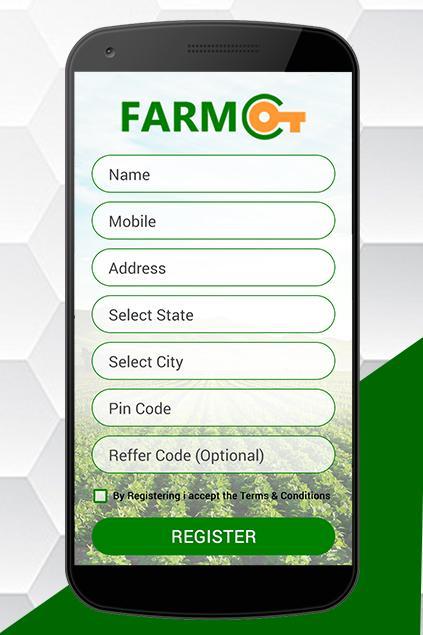 FARM
Name
Mobile
Address
Select State
Select City
Pin Code
Reffer Code (Optional)
By Registering i accept the Terms & Conditions
REGISTER